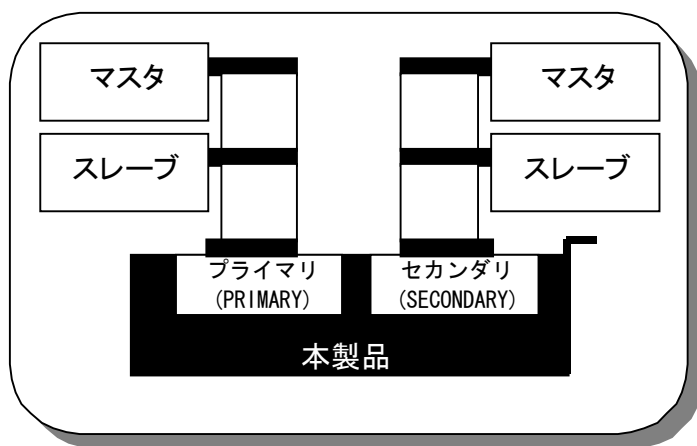 マスタ
マスタ
スレーブ
スレーブ
プライマリ
(PRIMARY)
セカンダリ
(SECONDARY)
本製品